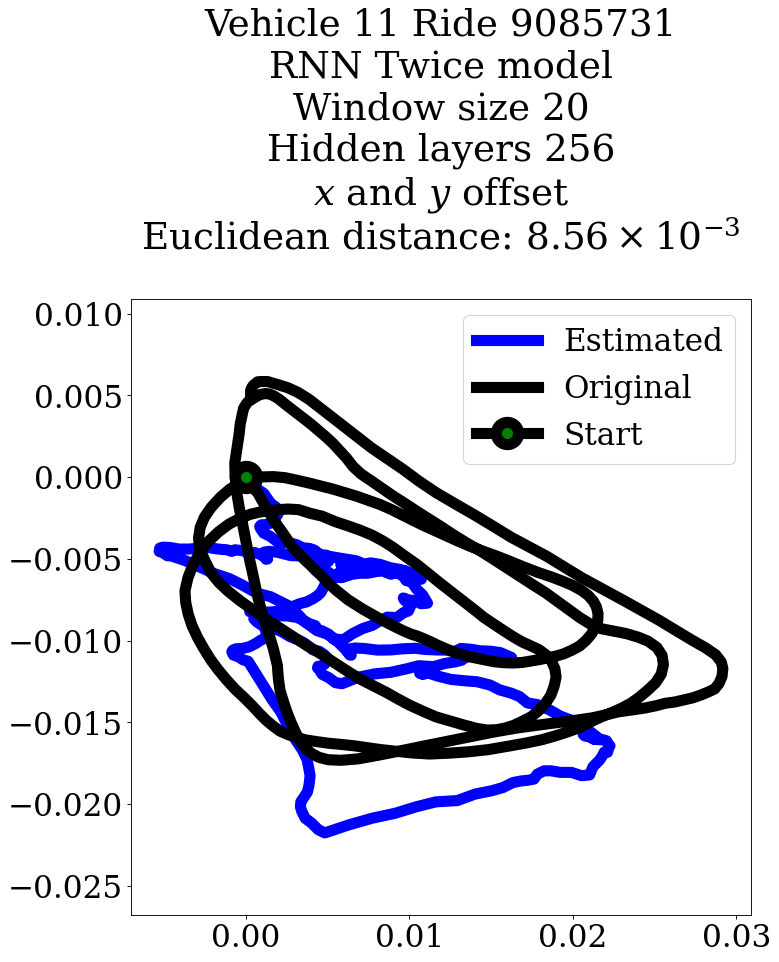 Vehicle 11 Ride 9085731
RNN Twice model
Window size 20
Hidden layers 256
x and y offset
Euclidean distance: 8.56 × 10⁻³
0.010
0.005
0.000
−0.005
−0.010
−0.015
−0.020
−0.025
Estimated
Original
Start
0.00
0.01
0.02
0.03